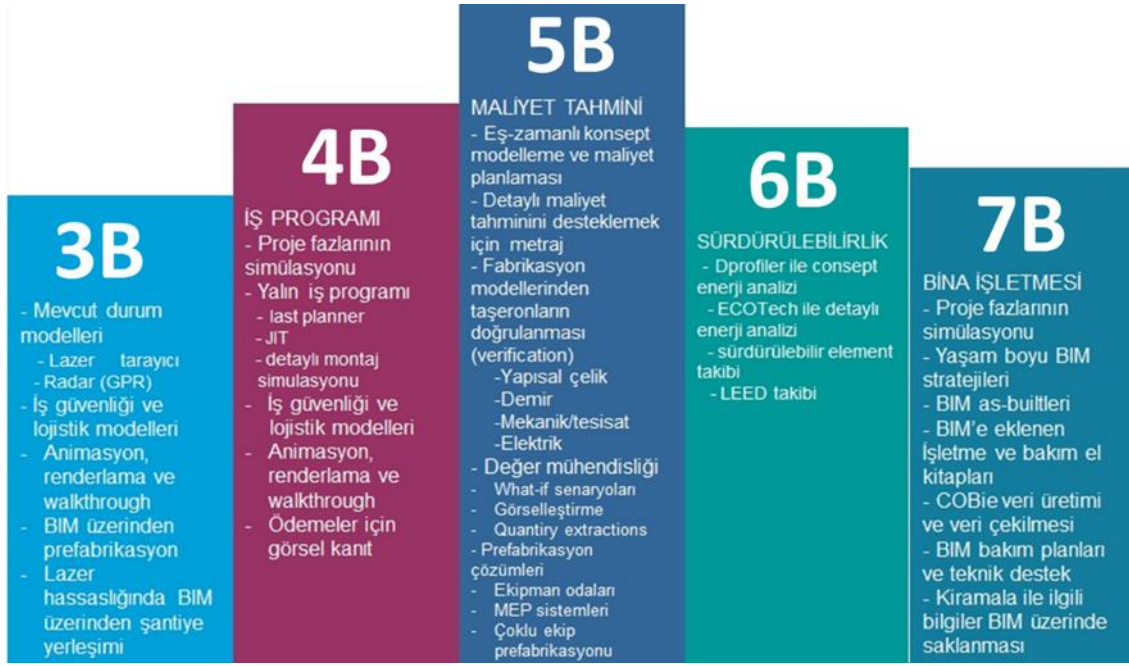 3B
- Mevcut durum
modelleri
- Lazer tarayıcı
- Radar (GPR)
- İş güvenliği ve
lojistik modelleri
- Animasyon,
renderlama ve
walkthrough
- BIM üzerinden
prefabrikasyon
- Lazer
hassaslığında BIM
üzerinden şantiye
yerleşimi
4B
İŞ PROGRAMI
- Proje fazlarının
simülasyonu
- Yalın iş programı
- last planner
- JIT
- detaylı montaj
simulasyonu
- İş güvenliği ve
lojistik modelleri
- Animasyon,
renderlama ve
walkthrough
- Ödemeler için
görsel kanıt
5B
MALİYET TAHMİNİ
- Eş-zamanlı konsept
modelleme ve maliyet
planlaması
- Detaylı maliyet
tahminini desteklemek
için metraj
- Fabrikasyon
modellerinden
taşeronların
doğrulanması
(verification)
-Yapısal çelik
-Demir
-Mekanik/tesisat
-Elektrik
- Değer mühendisliği
- What-if senaryoları
- Görselleştirme
- Quantiry extractions
- Prefabrikasyon
çözümleri
- Ekipman odaları
- MEP sistemleri
- Çoklu ekip
prefabrikasyonu
6B
SÜRDÜRÜLEBİLİRLİK
- Dprofiler ile consept
enerji analizi
- ECOTech ile detaylı
enerji analizi
- sürdürülebilir element
takibi
- LEED takibi
7B
BİNA İŞLETMESİ
- Proje fazlarının
simülasyonu
- Yaşam boyu BIM
stratejileri
- BIM as-builtleri
- BIM'e eklenen
İşletme ve bakım el
kitapları
- COBie veri üretimi
ve veri çekilmesi
- BIM bakım planları
ve teknik destek
- Kiramala ile ilgili
bilgiler BIM üzerinde
saklanması